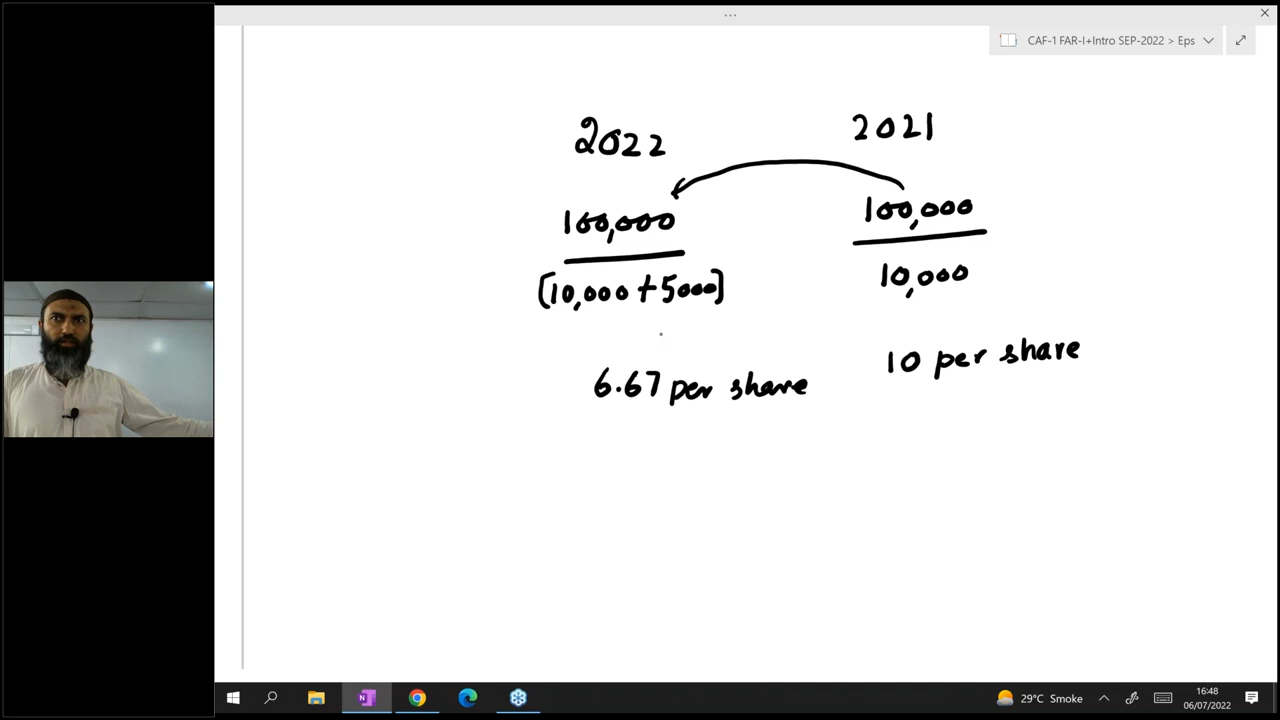 CAF-1 FAR-I+Intro SEP-2022 > Eps
2022 2021
100,000 100,000
(10,000 + 5000) 10,000
6.67 per share 10 per share
29°C Smoke
16:48
06/07/2022